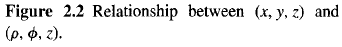 Figure 2.2 Relationship between (x, y, z) and
(ρ, ϕ, z).